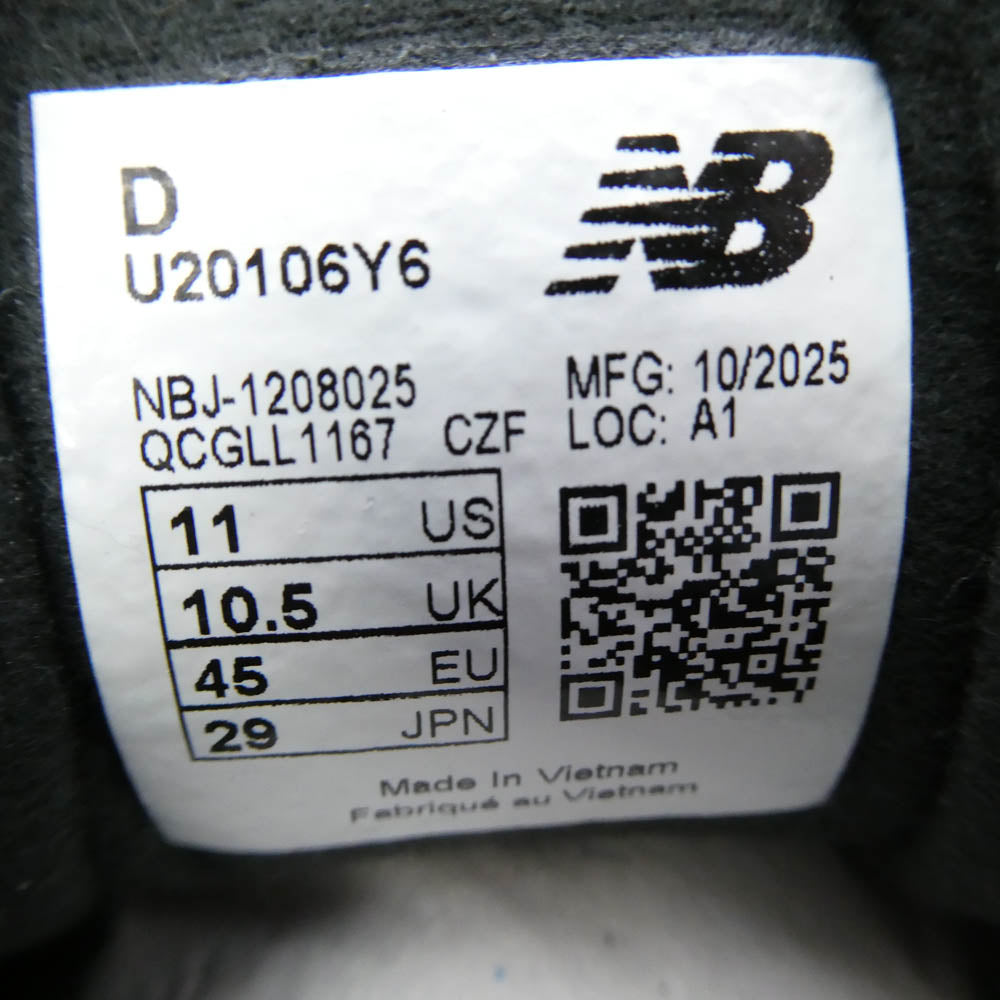 D
U20106Y6
NB
NBJ-1208025
QCGLL1167 CZF
MFG: 10/2025
LOC: A1
11 US
10.5 UK
45 EU
29 JPN
Made In Vietnam
Fabriqué au Vietnam